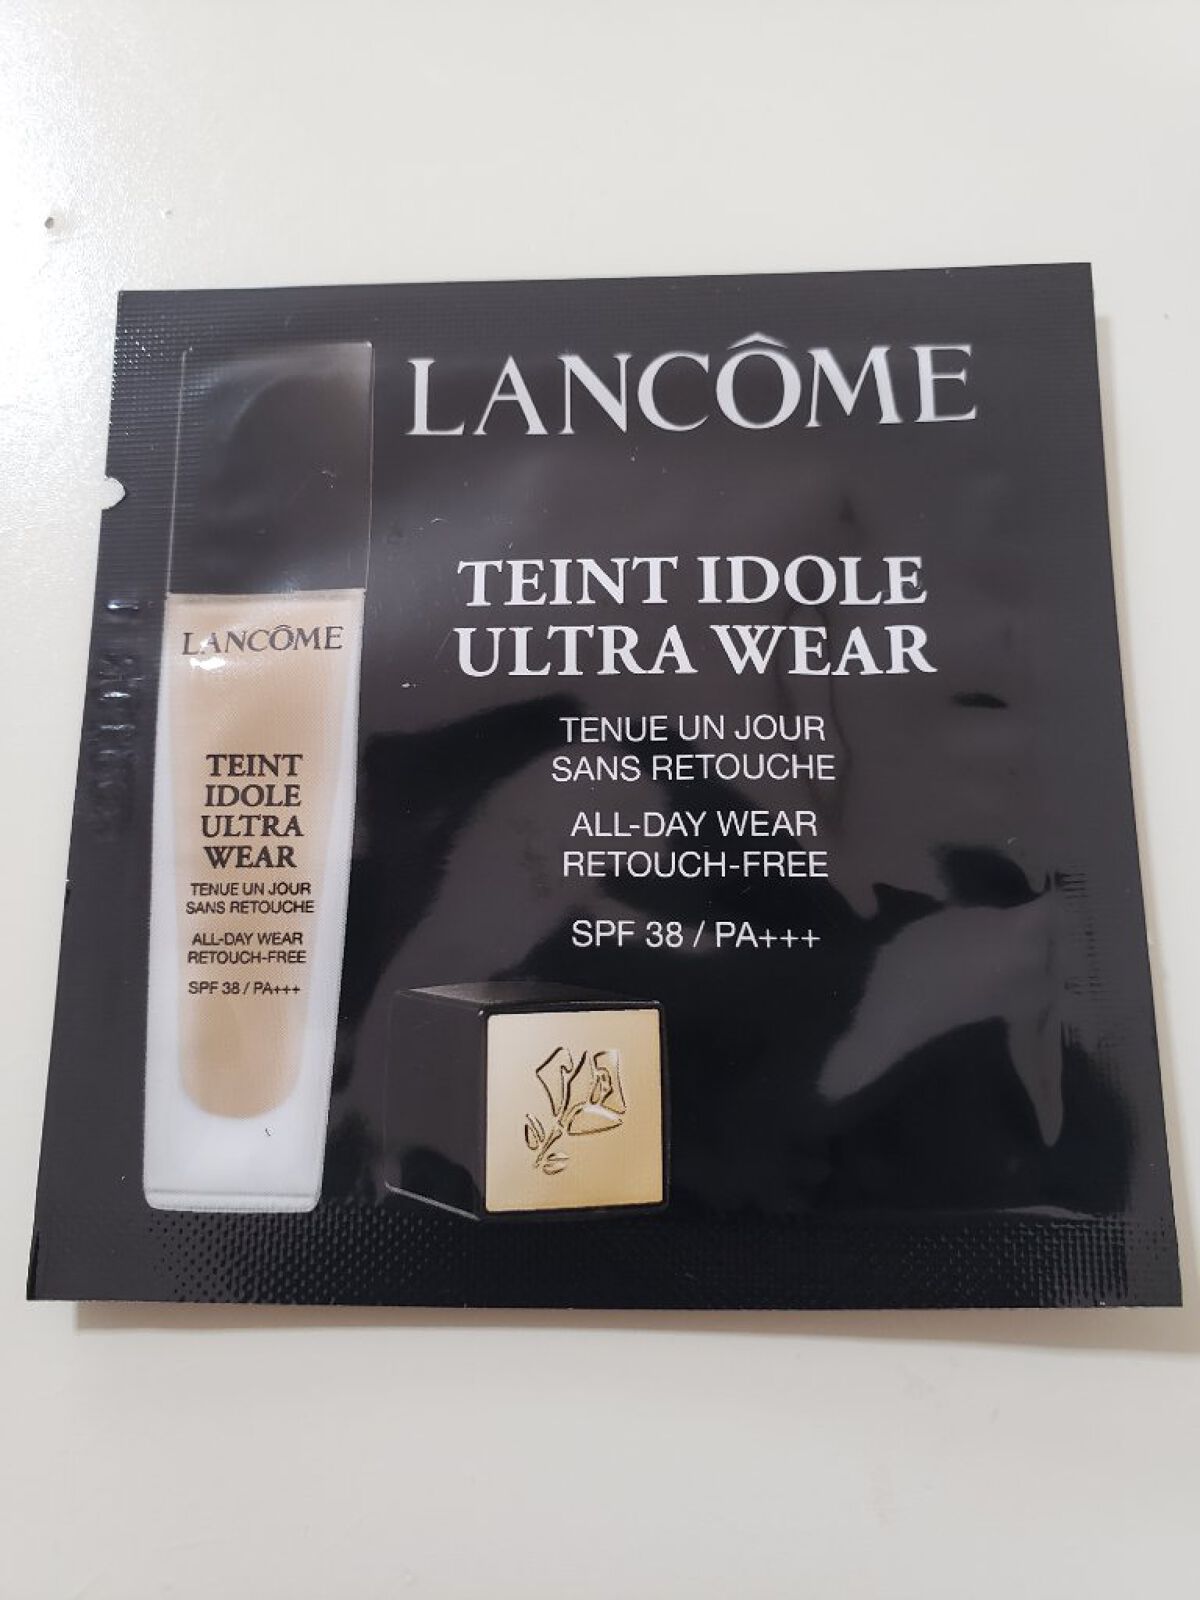 LANCÔME
TEINT IDOLE
ULTRA WEAR
TENUE UN JOUR
SANS RETOUCHE
ALL-DAY WEAR
RETOUCH-FREE
SPF 38 / PA+++
LANCÔME
TEINT
IDOLE
ULTRA
WEAR
TENUE UN JOUR
SANS RETOUCHE
ALL-DAY WEAR
RETOUCH-FREE
SPF 38 / PA+++